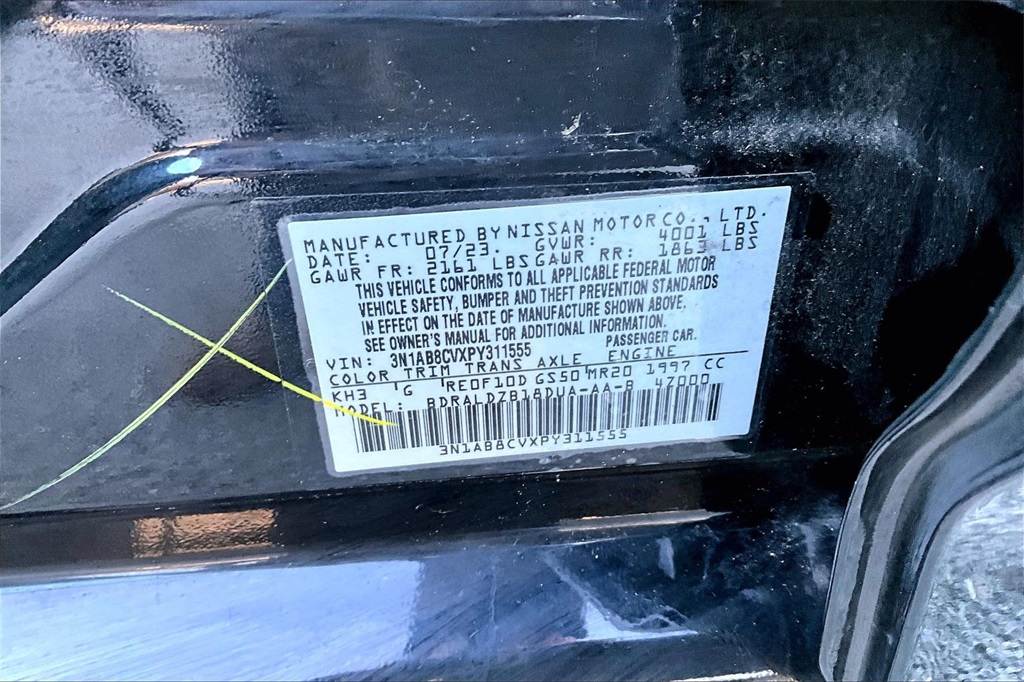 MANUFACTURED BY NISSAN MOTOR CO., LTD.
DATE: 07/23 GVWR: 4001 LBS
GAWR FR: 2161 LBS GAWR RR: 1863 LBS
THIS VEHICLE CONFORMS TO ALL APPLICABLE FEDERAL MOTOR
VEHICLE SAFETY, BUMPER AND THEFT PREVENTION STANDARDS
IN EFFECT ON THE DATE OF MANUFACTURE SHOWN ABOVE.
SEE OWNER'S MANUAL FOR ADDITIONAL INFORMATION.
VIN: 3N1AB8CVXPY311555 PASSENGER CAR.
COLOR TRIM TRANS AXLE ENGINE
KH3 G RE0F10D GS50 MR20 1997 CC
MODEL: BDRALDZB18DUA-AA-B 47000
3N1AB8CVXPY311555